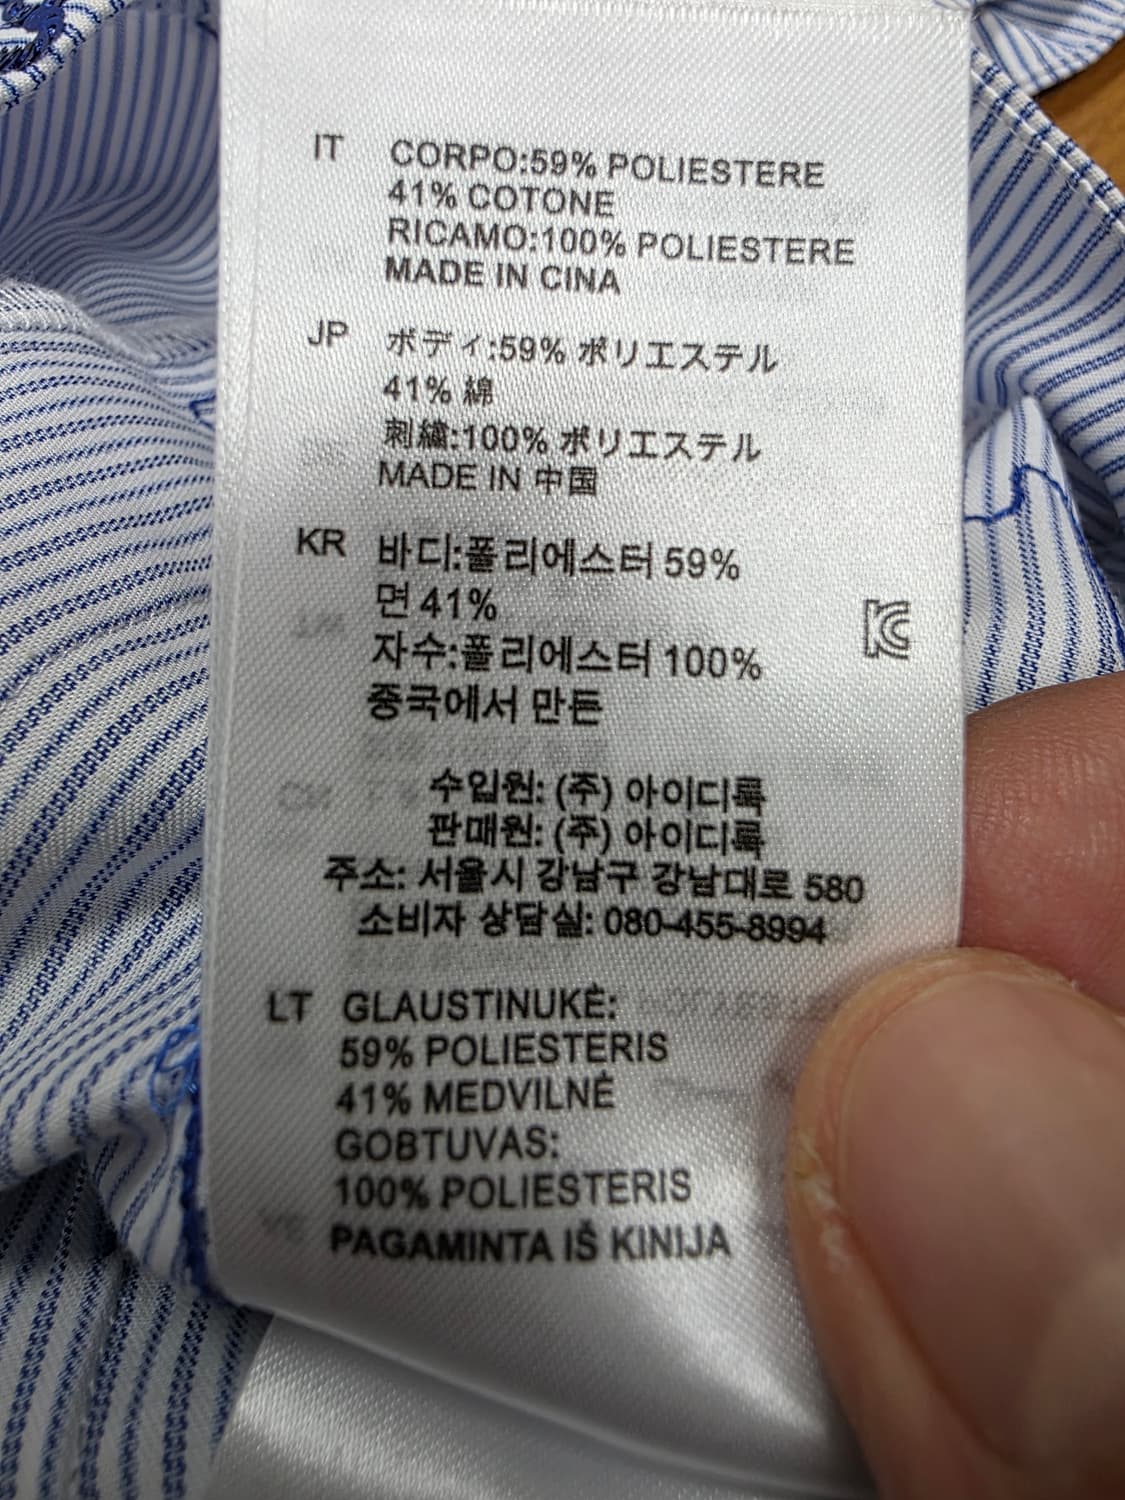 IT CORPO:59% POLIESTERE
41% COTONE
RICAMO:100% POLIESTERE
MADE IN CINA
JP ボディ:59% ポリエステル
41% 綿
刺繍:100% ポリエステル
MADE IN 中国
KR 바디:폴리에스터 59%
면 41%
자수:폴리에스터 100%
중국에서 만든
수입원: (주) 아이디룩
판매원: (주) 아이디룩
주소: 서울시 강남구 강남대로 580
소비자 상담실: 080-455-8994
LT GLAUSTINUKĖ:
59% POLIESTERIS
41% MEDVILNĖ
GOBTUVAS:
100% POLIESTERIS
PAGAMINTA IŠ KINIJA